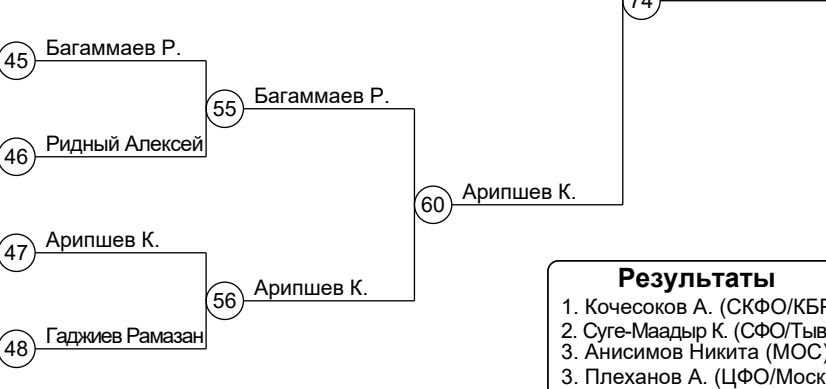 74
45 Багаммаев Р.
55 Багаммаев Р.
46 Ридный Алексей
60 Арипшев К.
47 Арипшев К.
56 Арипшев К.
48 Гаджиев Рамазан
Результаты
1. Кочесоков А. (СКФО/КБР
2. Суге-Маадыр К. (СФО/Тыв
3. Анисимов Никита (МОС)
3. Плеханов А. (ЦФО/Моск